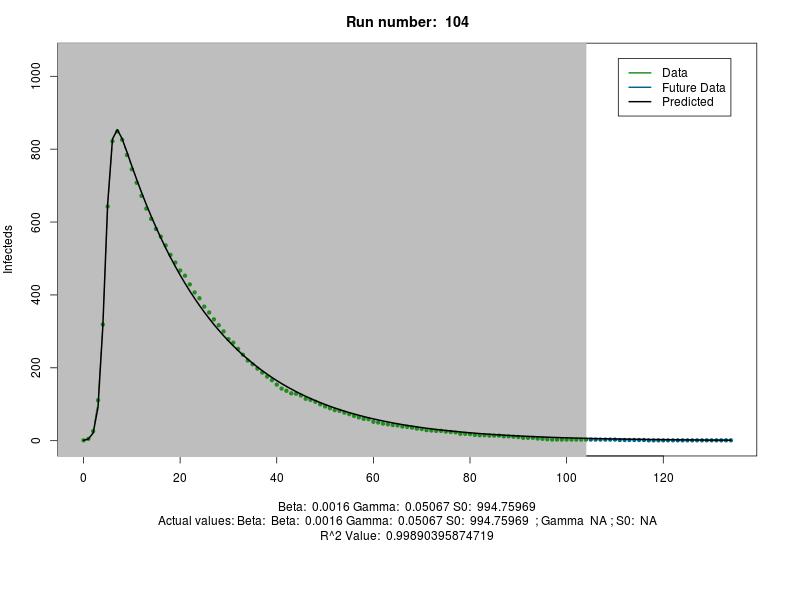 Run number: 104
Data
Future Data
Predicted
Infecteds
1000
800
600
400
200
0
0 20 40 60 80 100 120
Beta: 0.0016 Gamma: 0.05067 S0: 994.75969
Actual values: Beta: Beta: 0.0016 Gamma: 0.05067 S0: 994.75969 ; Gamma NA ; S0: NA
R^2 Value: 0.99890395874719